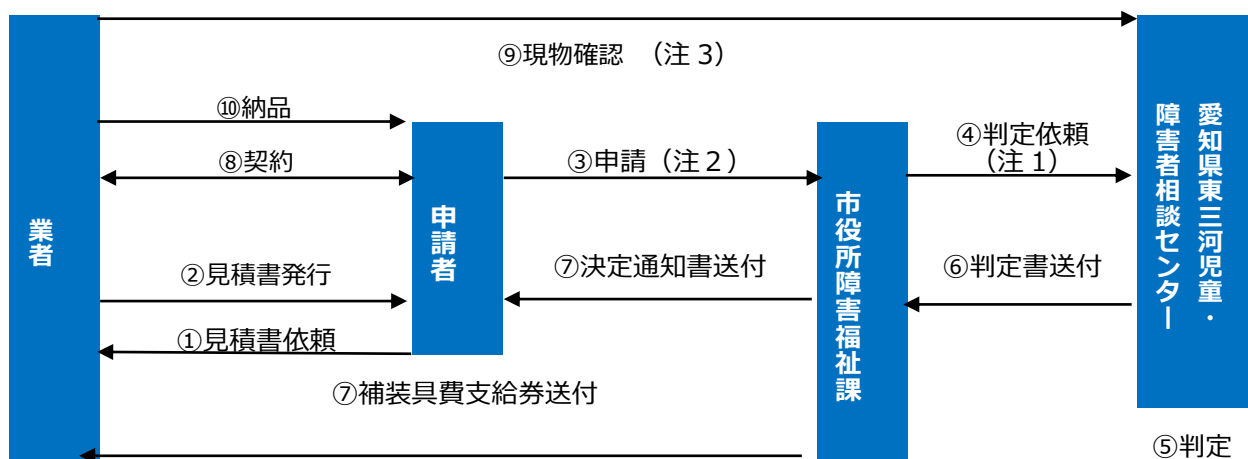 ⑨現物確認　（注３）
⑩納品
④判定依頼
（注１）
⑧契約
③申請（注２）
業者
申請者
市役所障害福祉課
愛知県東三河児童・
障害者相談センター
②見積書発行
⑦決定通知書送付
⑥判定書送付
①見積書依頼
⑦補装具費支給券送付
⑤判定